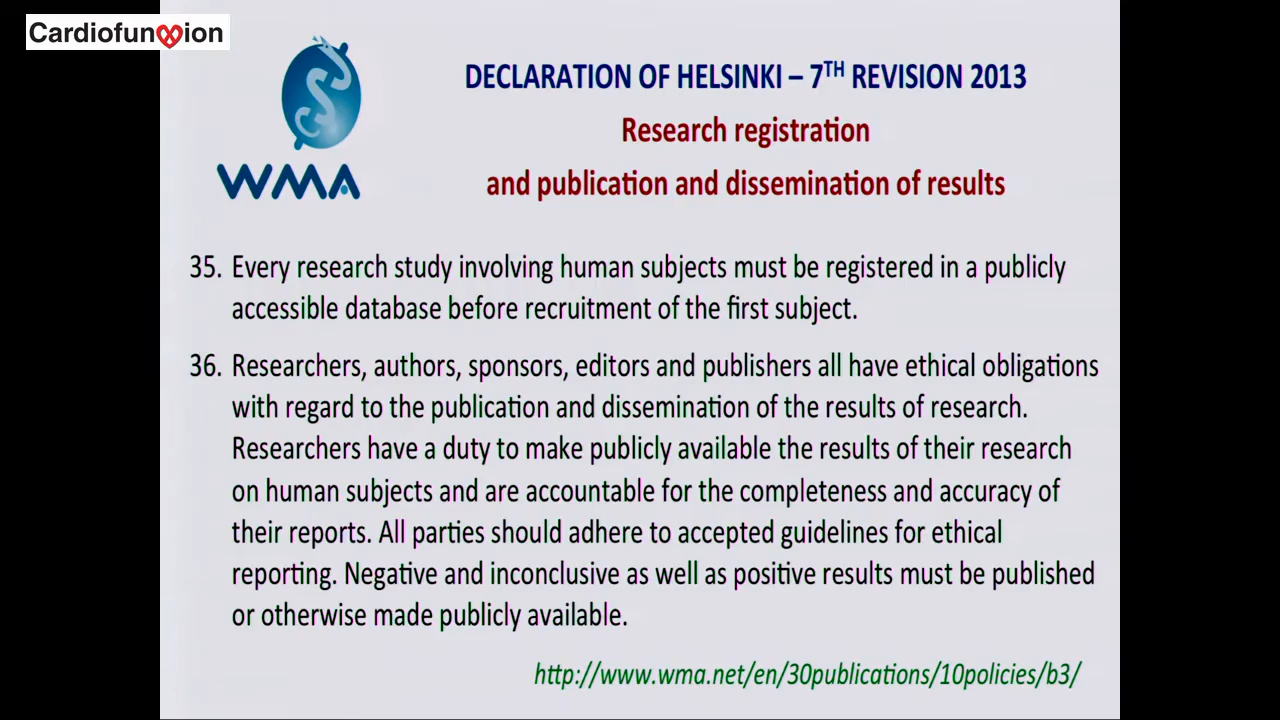 Cardiofunxion
DECLARATION OF HELSINKI – 7TH REVISION 2013
Research registration
and publication and dissemination of results
WMA
35. Every research study involving human subjects must be registered in a publicly
accessible database before recruitment of the first subject.
36. Researchers, authors, sponsors, editors and publishers all have ethical obligations
with regard to the publication and dissemination of the results of research.
Researchers have a duty to make publicly available the results of their research
on human subjects and are accountable for the completeness and accuracy of
their reports. All parties should adhere to accepted guidelines for ethical
reporting. Negative and inconclusive as well as positive results must be published
or otherwise made publicly available.
http://www.wma.net/en/30publications/10policies/b3/